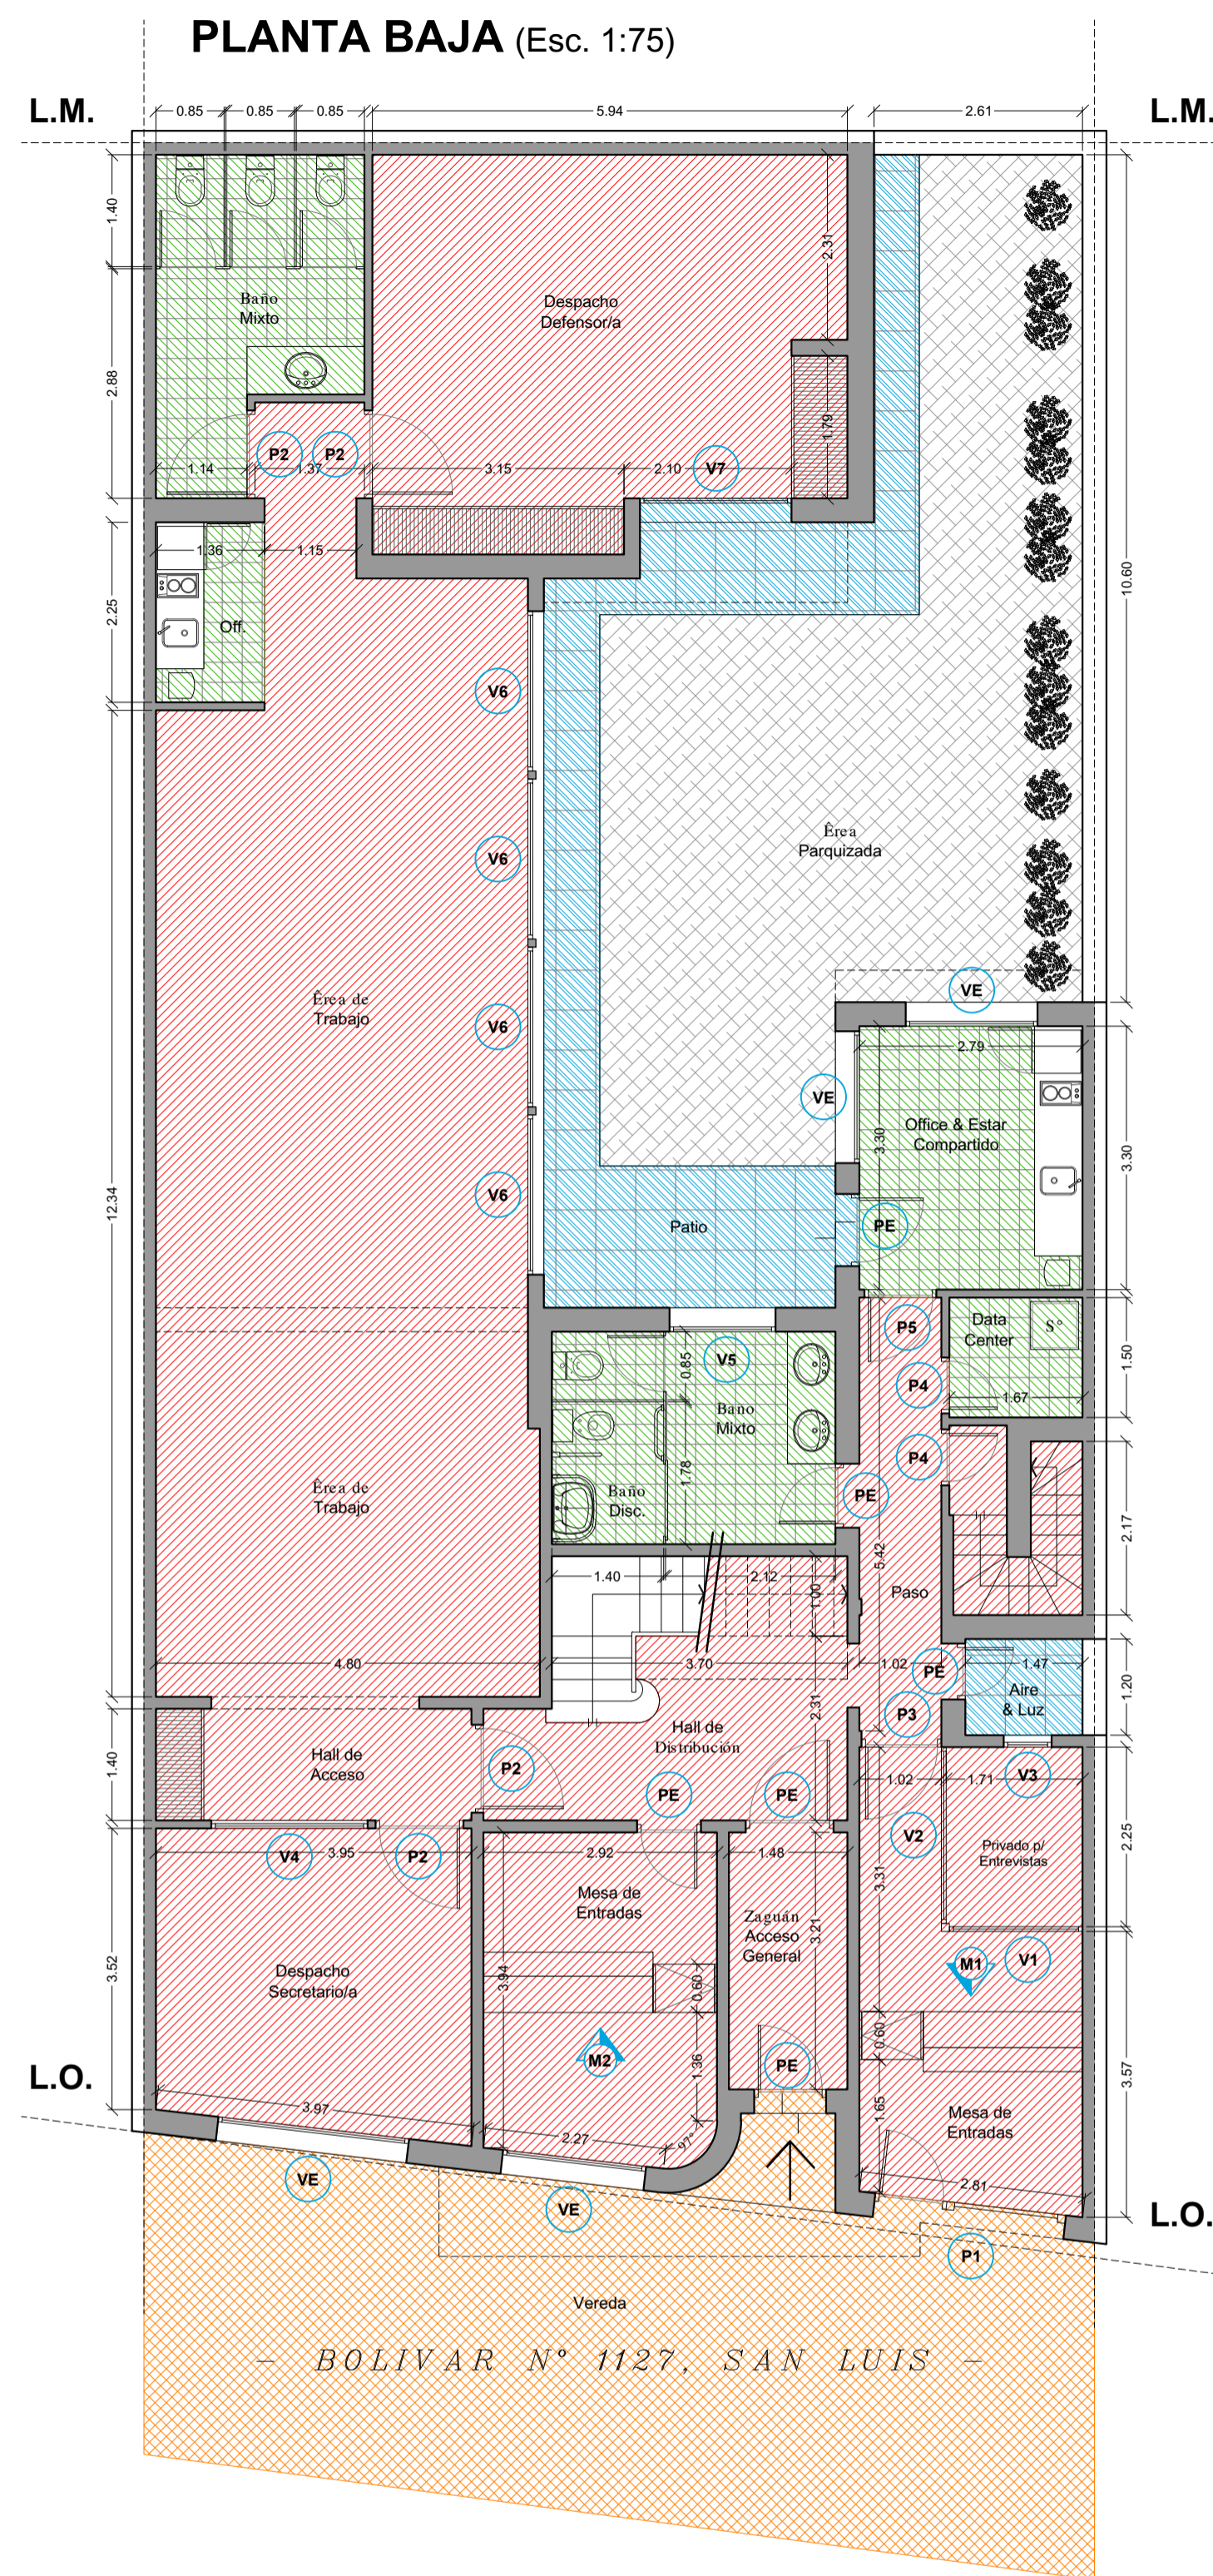 PLANTA BAJA (Esc. 1:75)
L.M.
L.M.
0.85
0.85
0.85
5.94
2.61
1.40
2.31
Baño
Mixto
Despacho
Defensor/a
2.88
1.79
P2
P2
1.14
1.37
3.15
2.10
V7
1.36
1.15
10.60
2.25
Off.
V6
V6
Êrea
Parquizada
Êrea de
Trabajo
VE
V6
2.79
VE
Office & Estar
Compartido
3.30
3.30
12.34
V6
Patio
PE
Data
Center
S°
P5
V5
0.85
1.50
P4
1.67
Bano
Mixto
P4
1.78
Êrea de
Trabajo
Baño
Disc.
PE
2.17
5.42
1.40
2.12
1.00
Paso
4.80
3.70
1.02
PE
1.47
Aire
& Luz
1.20
2.31
P3
Hall de
Distribución
Hall de
Acceso
1.40
P2
PE
PE
1.02
1.71
V3
V2
Privado p/
Entrevistas
2.25
V4
3.95
P2
2.92
1.48
3.31
Mesa de
Entradas
Zaguán
Acceso
General
3.21
M1
V1
3.52
Despacho
Secretario/a
3.94
0.60
0.60
M2
PE
1.36
1.65
3.57
L.O.
3.97
2.27
97°
Mesa de
Entradas
2.81
VE
VE
L.O.
P1
Vereda
- BOLIVAR Nº 1127, SAN LUIS -